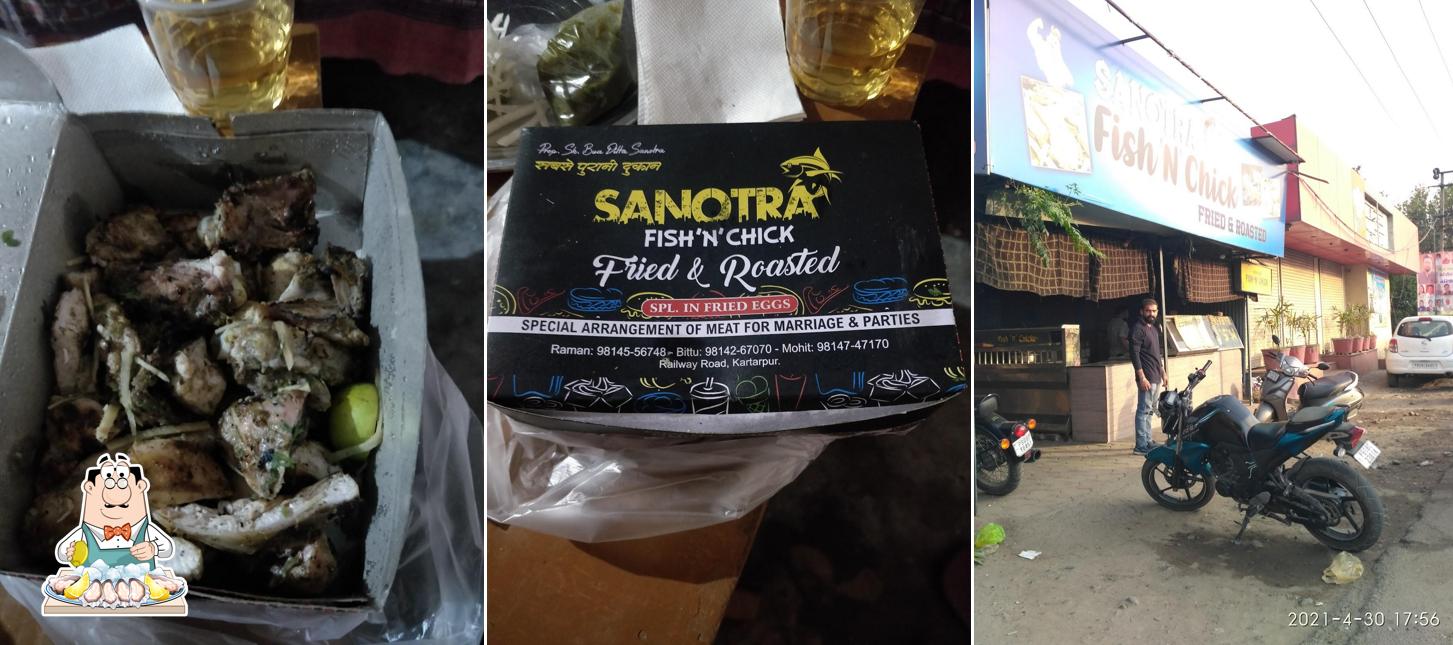 Prop. Sh. Bua Ditta Sanotra
सबसे पुरानी दुकान
SANOTRA
FISH 'N' CHICK
Fried & Roasted
SPL. IN FRIED EGGS
SPECIAL ARRANGEMENT OF MEAT FOR MARRIAGE & PARTIES
Raman: 98145-56748 - Bittu: 98142-67070 - Mohit: 98147-47170
Railway Road, Kartarpur.
SANOTRA
Fish 'N' Chick
FRIED & ROASTED
2021-4-30 17:56